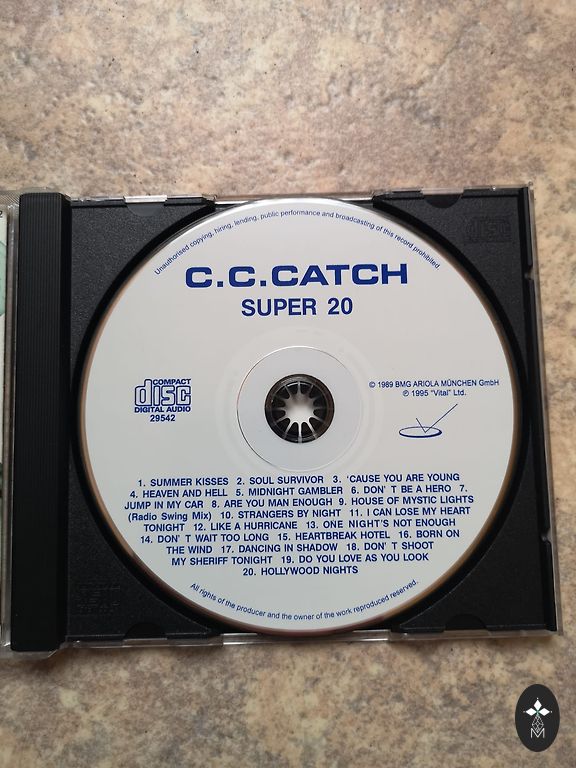 Unauthorised copying, hiring, lending, public performance and broadcasting of this record prohibited
C.C.CATCH
SUPER 20
COMPACT
disc
DIGITAL AUDIO
29542
© 1989 BMG ARIOLA MÜNCHEN GmbH
℗ 1995 "Vital" Ltd.
1. SUMMER KISSES 2. SOUL SURVIVOR 3. 'CAUSE YOU ARE YOUNG
4. HEAVEN AND HELL 5. MIDNIGHT GAMBLER 6. DON' T BE A HERO 7.
JUMP IN MY CAR 8. ARE YOU MAN ENOUGH 9. HOUSE OF MYSTIC LIGHTS
(Radio Swing Mix) 10. STRANGERS BY NIGHT 11. I CAN LOSE MY HEART
TONIGHT 12. LIKE A HURRICANE 13. ONE NIGHT'S NOT ENOUGH
14. DON' T WAIT TOO LONG 15. HEARTBREAK HOTEL 16. BORN ON
THE WIND 17. DANCING IN SHADOW 18. DON' T SHOOT
MY SHERIFF TONIGHT 19. DO YOU LOVE AS YOU LOOK
20. HOLLYWOOD NIGHTS
All rights of the producer and the owner of the work reproduced reserved.
M